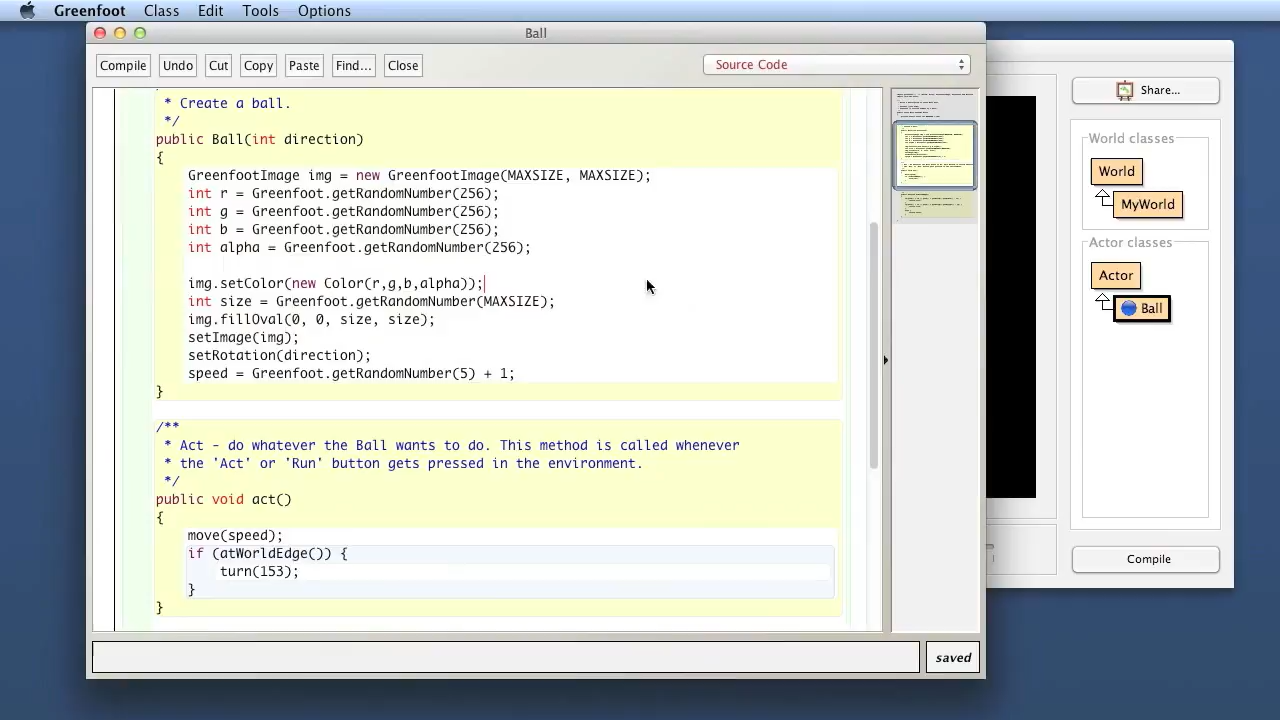 Greenfoot Class Edit Tools Options
Ball
Compile Undo Cut Copy Paste Find... Close Source Code
* Create a ball.
*/
public Ball(int direction)
{
GreenfootImage img = new GreenfootImage(MAXSIZE, MAXSIZE);
int r = Greenfoot.getRandomNumber(256);
int g = Greenfoot.getRandomNumber(256);
int b = Greenfoot.getRandomNumber(256);
int alpha = Greenfoot.getRandomNumber(256);
img.setColor(new Color(r,g,b,alpha));
int size = Greenfoot.getRandomNumber(MAXSIZE);
img.fillOval(0, 0, size, size);
setImage(img);
setRotation(direction);
speed = Greenfoot.getRandomNumber(5) + 1;
}
/**
* Act - do whatever the Ball wants to do. This method is called whenever
* the 'Act' or 'Run' button gets pressed in the environment.
*/
public void act()
{
move(speed);
if (atWorldEdge()) {
turn(153);
}
}
saved
Share...
World classes
World
MyWorld
Actor classes
Actor
Ball
Compile